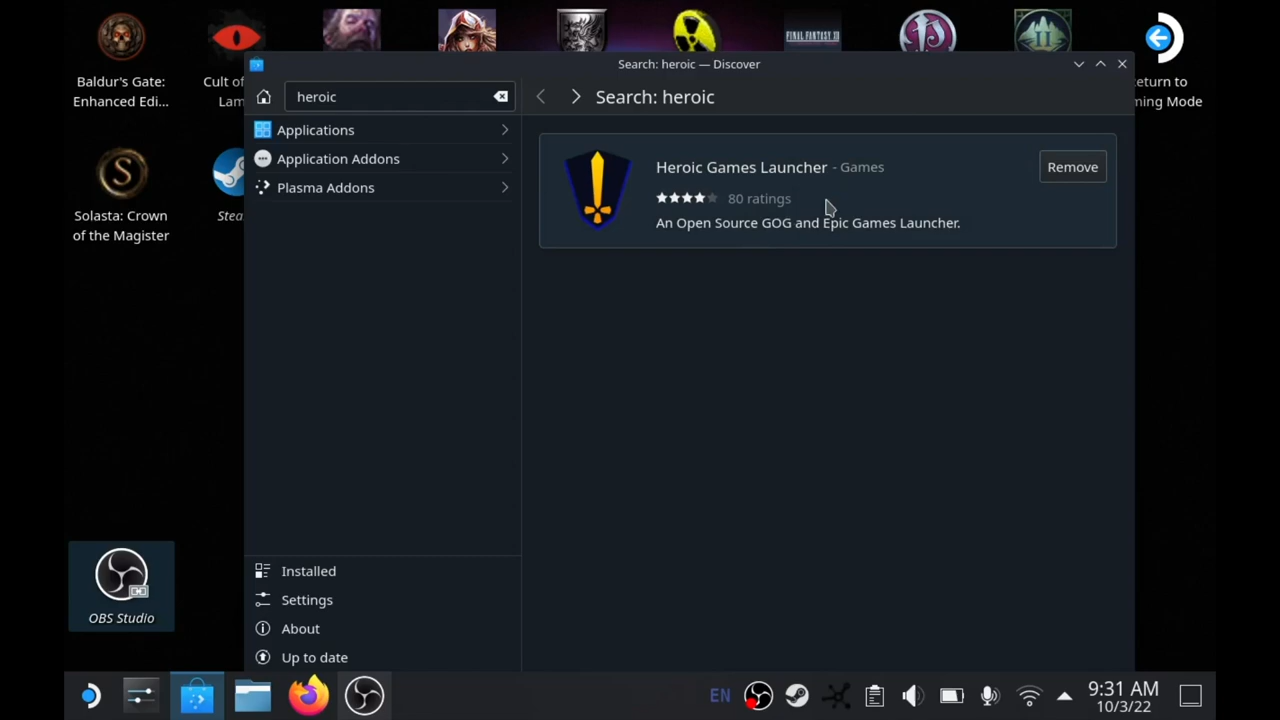 FINAL FANTASY XIII
Baldur's Gate:
Enhanced Edi...
Cult of
Lam
eturn to
ming Mode
Solasta: Crown
of the Magister
Stea
OBS Studio
Search: heroic — Discover
heroic
Search: heroic
Applications
Application Addons
Plasma Addons
Heroic Games Launcher - Games
Remove
80 ratings
An Open Source GOG and Epic Games Launcher.
Installed
Settings
About
Up to date
EN
9:31 AM
10/3/22